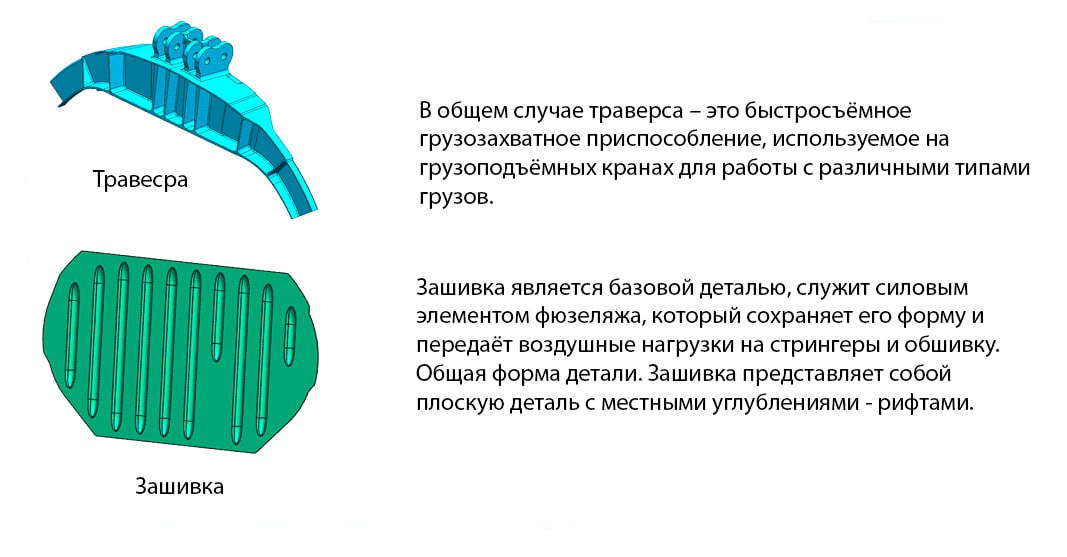 В общем случае траверса – это быстросъёмное
грузозахватное приспособление, используемое на
грузоподъёмных кранах для работы с различными типами
грузов.
Травесра
Зашивка является базовой деталью, служит силовым
элементом фюзеляжа, который сохраняет его форму и
передаёт воздушные нагрузки на стрингеры и обшивку.
Общая форма детали. Зашивка представляет собой
плоскую деталь с местными углублениями - рифтами.
Зашивка